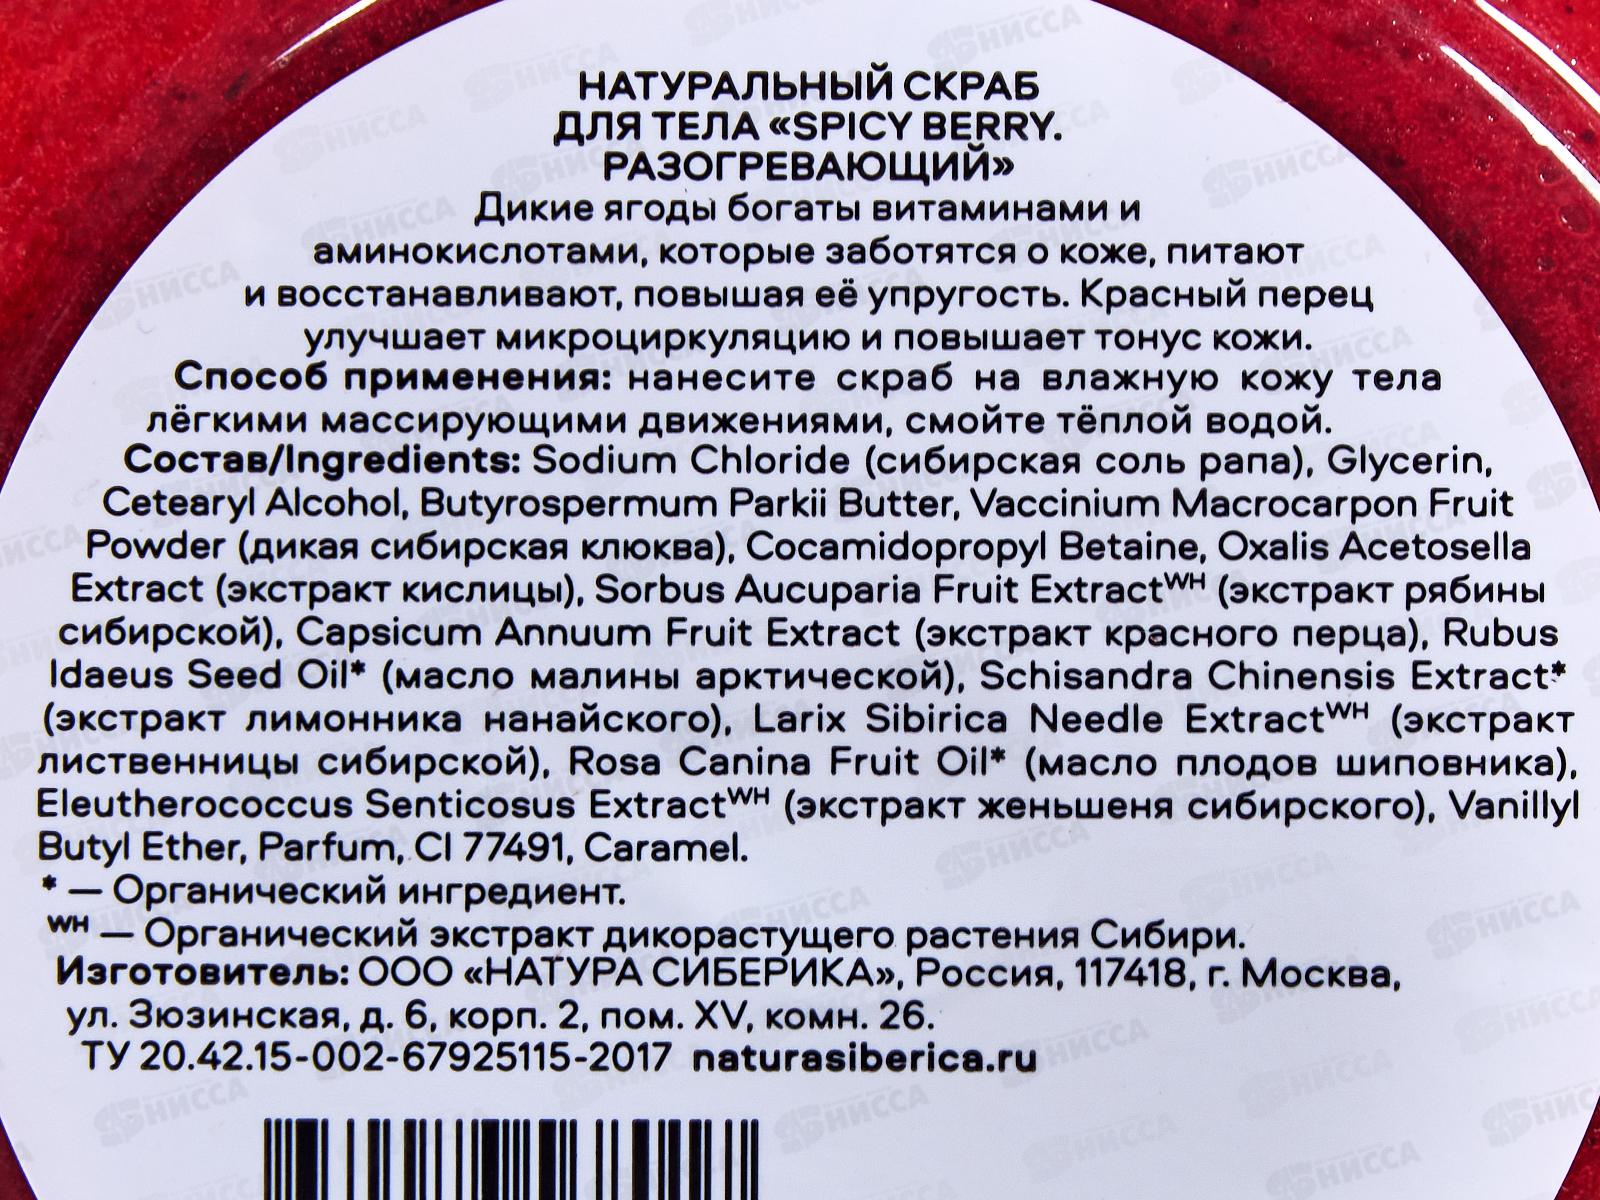 НАТУРАЛЬНЫЙ СКРАБ
ДЛЯ ТЕЛА «SPICY BERRY.
РАЗОГРЕВАЮЩИЙ»
Дикие ягоды богаты витаминами и
аминокислотами, которые заботятся о коже, питают
и восстанавливают, повышая её упругость. Красный перец
улучшает микроциркуляцию и повышает тонус кожи.
Способ применения: нанесите скраб на влажную кожу тела
лёгкими массирующими движениями, смойте тёплой водой.
Состав/Ingredients: Sodium Chloride (сибирская соль рапа), Glycerin,
Cetearyl Alcohol, Butyrospermum Parkii Butter, Vaccinium Macrocarpon Fruit
Powder (дикая сибирская клюква), Cocamidopropyl Betaine, Oxalis Acetosella
Extract (экстракт кислицы), Sorbus Aucuparia Fruit Extractᵂᴴ (экстракт рябины
сибирской), Capsicum Annuum Fruit Extract (экстракт красного перца), Rubus
Idaeus Seed Oil* (масло малины арктической), Schisandra Chinensis Extract*
(экстракт лимонника нанайского), Larix Sibirica Needle Extractᵂᴴ (экстракт
лиственницы сибирской), Rosa Canina Fruit Oil* (масло плодов шиповника),
Eleutherococcus Senticosus Extractᵂᴴ (экстракт женьшеня сибирского), Vanillyl
Butyl Ether, Parfum, CI 77491, Caramel.
* — Органический ингредиент.
ᵂᴴ — Органический экстракт дикорастущего растения Сибири.
Изготовитель: ООО «НАТУРА СИБЕРИКА», Россия, 117418, г. Москва,
ул. Зюзинская, д. 6, корп. 2, пом. XV, комн. 26.
ТУ 20.42.15-002-67925115-2017 naturasiberica.ru